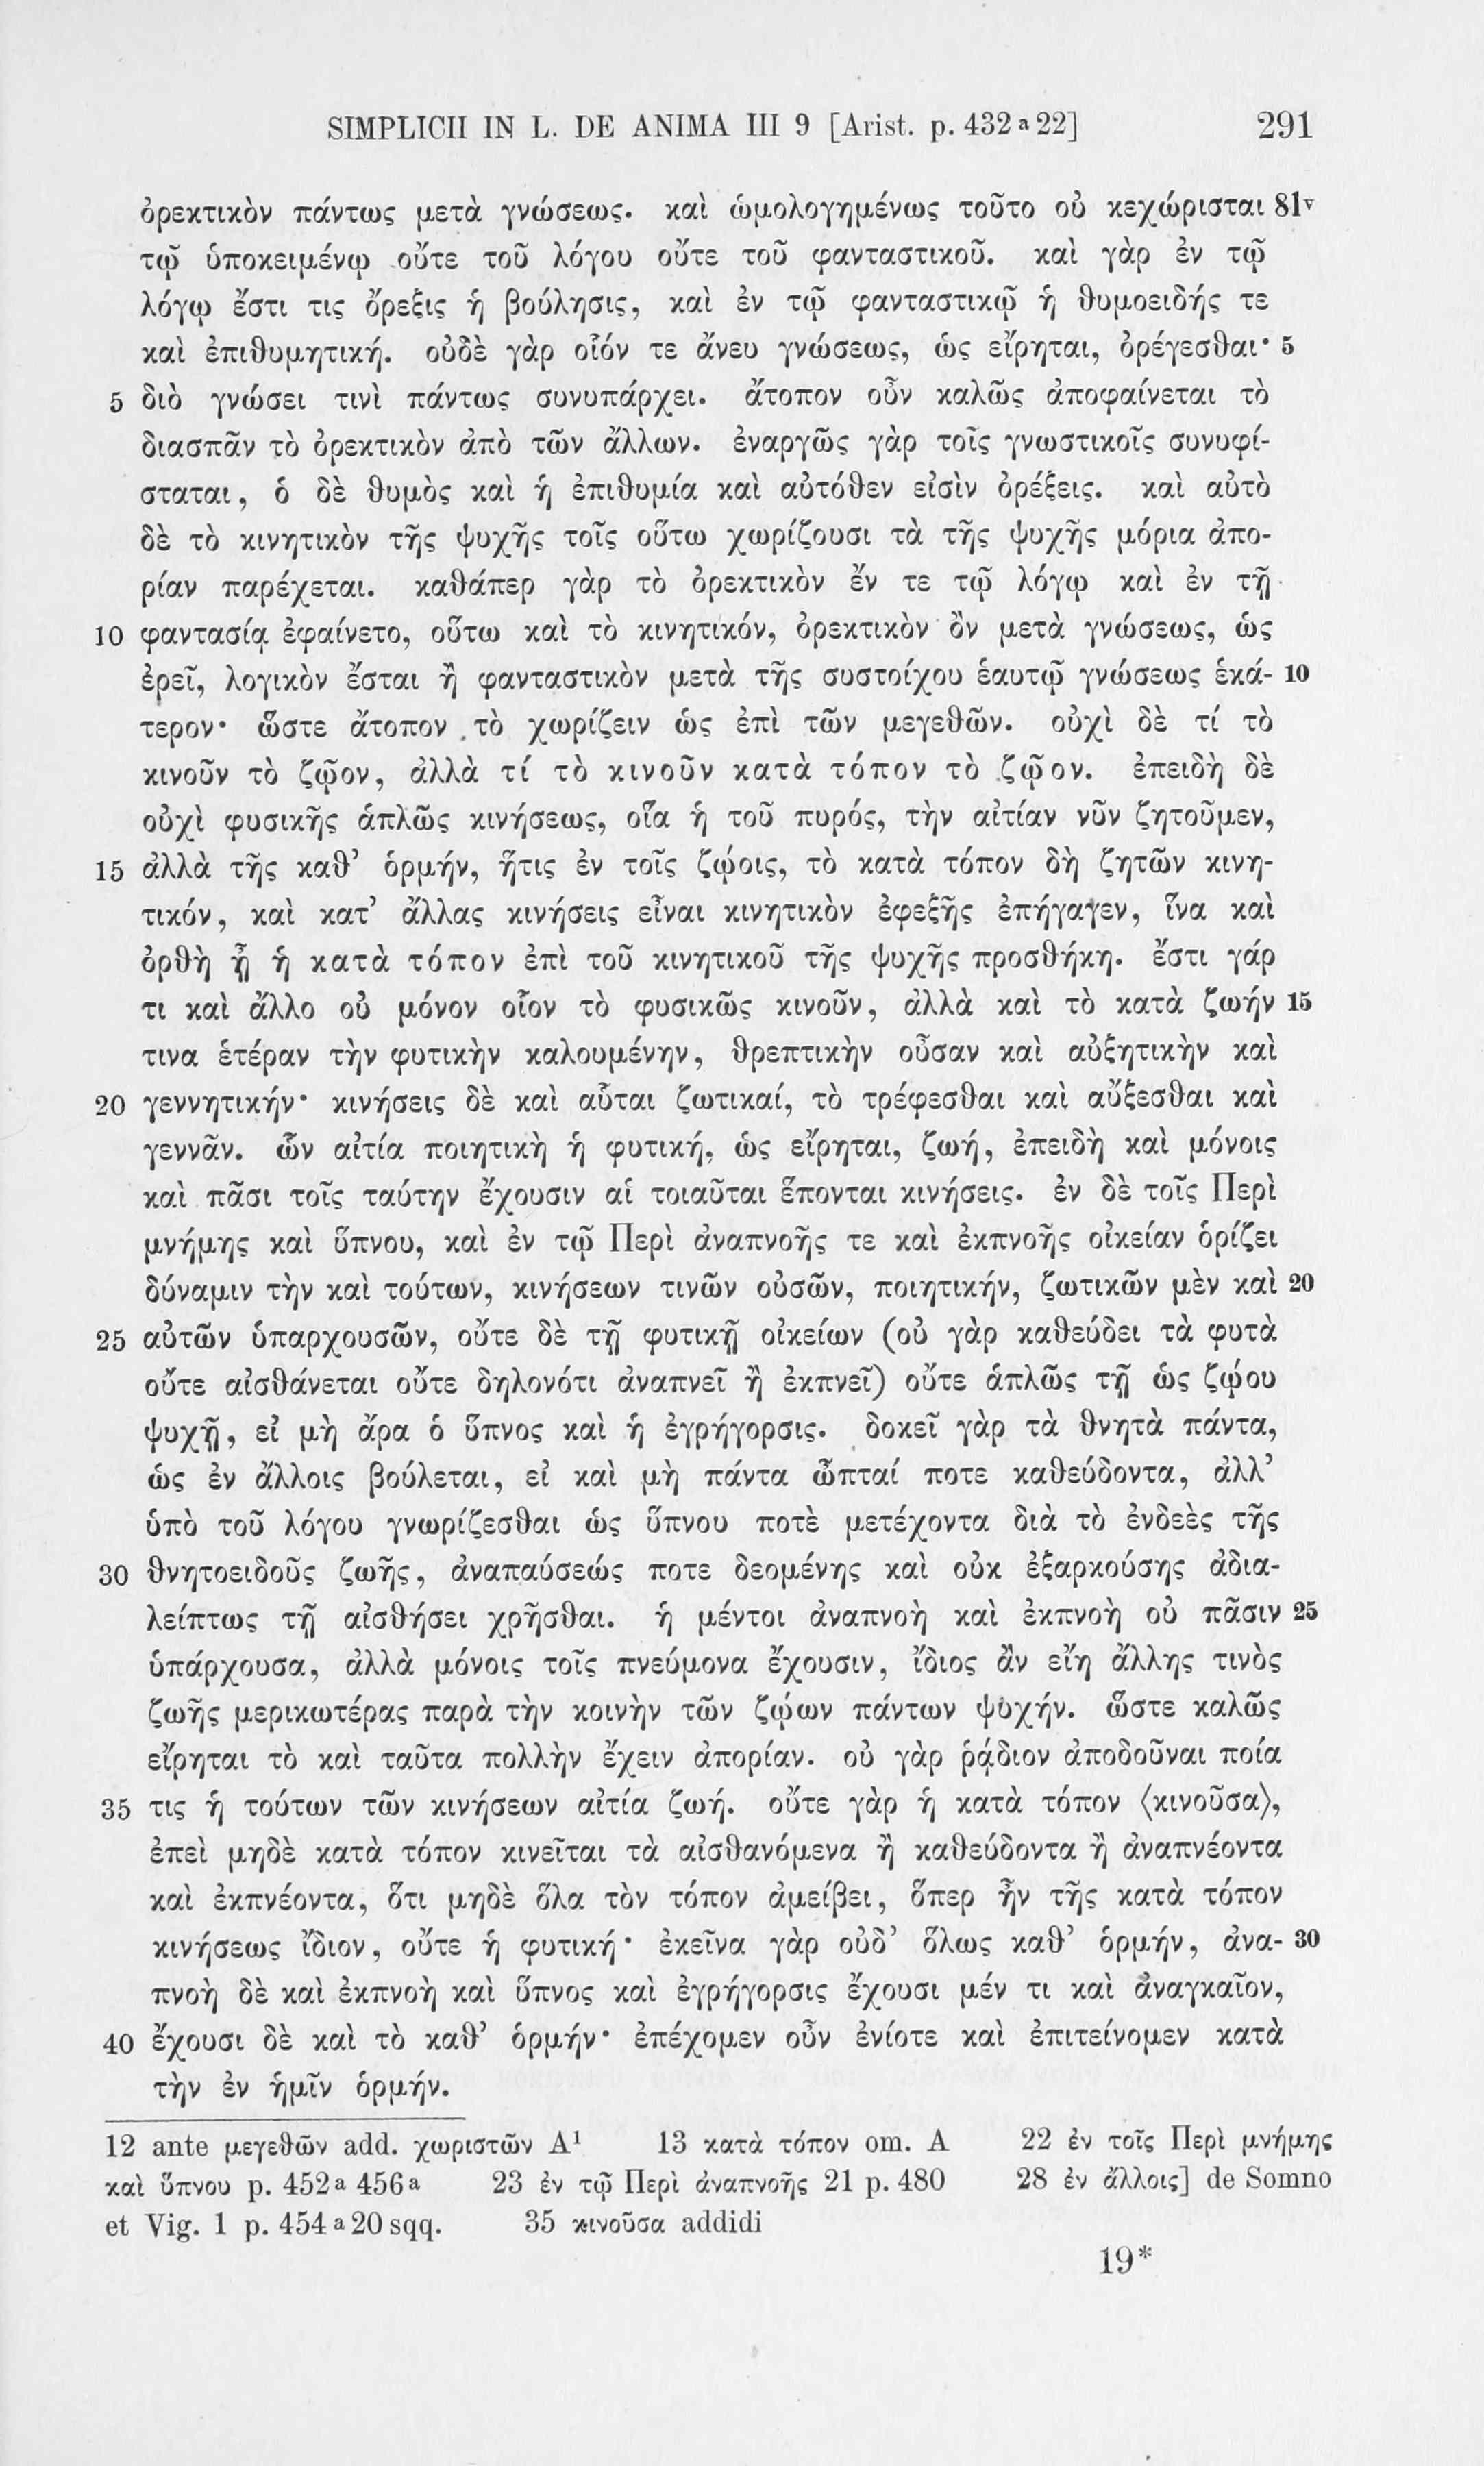 SIMPLICII IN L. DE ANIMA III 9 [Arist. p. 432 a 22] 291
ὀρεκτικὸν πάντως μετὰ γνώσεως. καὶ ὡμολογημένως τοῦτο οὐ κεχώρισται 81v
τῷ ὑποκειμένῳ οὔτε τοῦ λόγου οὔτε τοῦ φανταστικοῦ. καὶ γὰρ ἐν τῷ
λόγῳ ἔστι τις ὄρεξις ἡ βούλησις, καὶ ἐν τῷ φανταστικῷ ἡ θυμοειδής τε
καὶ ἐπιθυμητική. οὐδὲ γὰρ οἷόν τε ἄνευ γνώσεως, ὡς εἴρηται, ὀρέγεσθαι· 5
5 διὸ γνώσει τινὶ πάντως συνυπάρχει. ἄτοπον οὖν καλῶς ἀποφαίνεται τὸ
διασπᾶν τὸ ὀρεκτικὸν ἀπὸ τῶν ἄλλων. ἐναργῶς γὰρ τοῖς γνωστικοῖς συνυφί-
σταται, ὁ δὲ θυμὸς καὶ ἡ ἐπιθυμία καὶ αὐτόθεν εἰσὶν ὀρέξεις. καὶ αὐτὸ
δὲ τὸ κινητικὸν τῆς ψυχῆς τοῖς οὕτω χωρίζουσι τὰ τῆς ψυχῆς μόρια ἀπο-
ρίαν παρέχεται. καθάπερ γὰρ τὸ ὀρεκτικὸν ἔν τε τῷ λόγῳ καὶ ἐν τῇ
10 φαντασίᾳ ἐφαίνετο, οὕτω καὶ τὸ κινητικόν, ὀρεκτικὸν ὂν μετὰ γνώσεως, ὡς
ἐρεῖ, λογικὸν ἔσται ἢ φανταστικὸν μετὰ τῆς συστοίχου ἑαυτῷ γνώσεως ἑκά- 10
τερον· ὥστε ἄτοπον τὸ χωρίζειν ὡς ἐπὶ τῶν μεγεθῶν. οὐχὶ δὲ τί τὸ
κινοῦν τὸ ζῷον, ἀλλὰ τί τὸ κινοῦν κατὰ τόπον τὸ ζῷον. ἐπειδὴ δὲ
οὐχὶ φυσικῆς ἁπλῶς κινήσεως, οἵα ἡ τοῦ πυρός, τὴν αἰτίαν νῦν ζητοῦμεν,
15 ἀλλὰ τῆς καθ’ ὁρμήν, ἥτις ἐν τοῖς ζῴοις, τὸ κατὰ τόπον δὴ ζητῶν κινη-
τικόν, καὶ κατ’ ἄλλας κινήσεις εἶναι κινητικὸν ἐφεξῆς ἐπήγαγεν, ἵνα καὶ
ὀρθὴ ᾖ ἡ κατὰ τόπον ἐπὶ τοῦ κινητικοῦ τῆς ψυχῆς προσθήκη. ἔστι γάρ
τι καὶ ἄλλο οὐ μόνον οἷον τὸ φυσικῶς κινοῦν, ἀλλὰ καὶ τὸ κατὰ ζωήν 15
τινα ἑτέραν τὴν φυτικὴν καλουμένην, θρεπτικὴν οὖσαν καὶ αὐξητικὴν καὶ
20 γεννητικήν· κινήσεις δὲ καὶ αὗται ζωτικαί, τὸ τρέφεσθαι καὶ αὔξεσθαι καὶ
γεννᾶν. ὧν αἰτία ποιητικὴ ἡ φυτική, ὡς εἴρηται, ζωή, ἐπειδὴ καὶ μόνοις
καὶ πᾶσι τοῖς ταύτην ἔχουσιν αἱ τοιαῦται ἕπονται κινήσεις. ἐν δὲ τοῖς Περὶ
μνήμης καὶ ὕπνου, καὶ ἐν τῷ Περὶ ἀναπνοῆς τε καὶ ἐκπνοῆς οἰκείαν ὁρίζει
δύναμιν τὴν καὶ τούτων, κινήσεων τινῶν οὐσῶν, ποιητικήν, ζωτικῶν μὲν καὶ 20
25 αὐτῶν ὑπαρχουσῶν, οὔτε δὲ τῇ φυτικῇ οἰκείων (οὐ γὰρ καθεύδει τὰ φυτὰ
οὔτε αἰσθάνεται οὔτε δηλονότι ἀναπνεῖ ἢ ἐκπνεῖ) οὔτε ἁπλῶς τῇ ὡς ζῴου
ψυχῇ, εἰ μὴ ἄρα ὁ ὕπνος καὶ ἡ ἐγρήγορσις. δοκεῖ γὰρ τὰ θνητὰ πάντα,
ὡς ἐν ἄλλοις βούλεται, εἰ καὶ μὴ πάντα ὦπταί ποτε καθεύδοντα, ἀλλ’
ὑπὸ τοῦ λόγου γνωρίζεσθαι ὡς ὕπνου ποτὲ μετέχοντα διὰ τὸ ἐνδεὲς τῆς
30 θνητοειδοῦς ζωῆς, ἀναπαύσεώς ποτε δεομένης καὶ οὐκ ἐξαρκούσης ἀδια-
λείπτως τῇ αἰσθήσει χρῆσθαι. ἡ μέντοι ἀναπνοὴ καὶ ἐκπνοὴ οὐ πᾶσιν 25
ὑπάρχουσα, ἀλλὰ μόνοις τοῖς πνεύμονα ἔχουσιν, ἴδιος ἂν εἴη ἄλλης τινὸς
ζωῆς μερικωτέρας παρὰ τὴν κοινὴν τῶν ζῴων πάντων ψυχήν. ὥστε καλῶς
εἴρηται τὸ καὶ ταῦτα πολλὴν ἔχειν ἀπορίαν. οὐ γὰρ ῥᾴδιον ἀποδοῦναι ποία
35 τις ἡ τούτων τῶν κινήσεων αἰτία ζωή. οὔτε γὰρ ἡ κατὰ τόπον ⟨κινοῦσα⟩,
ἐπεὶ μηδὲ κατὰ τόπον κινεῖται τὰ αἰσθανόμενα ἢ καθεύδοντα ἢ ἀναπνέοντα
καὶ ἐκπνέοντα, ὅτι μηδὲ ὅλα τὸν τόπον ἀμείβει, ὅπερ ἦν τῆς κατὰ τόπον
κινήσεως ἴδιον, οὔτε ἡ φυτική· ἐκεῖνα γὰρ οὐδ’ ὅλως καθ’ ὁρμήν, ἀνα- 30
πνοὴ δὲ καὶ ἐκπνοὴ καὶ ὕπνος καὶ ἐγρήγορσις ἔχουσι μέν τι καὶ ἀναγκαῖον,
40 ἔχουσι δὲ καὶ τὸ καθ’ ὁρμήν· ἐπέχομεν οὖν ἐνίοτε καὶ ἐπιτείνομεν κατὰ
τὴν ἐν ἡμῖν ὁρμήν.
12 ante μεγεθῶν add. χωριστῶν A¹ 13 κατὰ τόπον om. A 22 ἐν τοῖς Περὶ μνήμης
καὶ ὕπνου p. 452a 456a 23 ἐν τῷ Περὶ ἀναπνοῆς 21 p. 480 28 ἐν ἄλλοις] de Somno
et Vig. 1 p. 454 a 20 sqq. 35 κινοῦσα addidi
19*